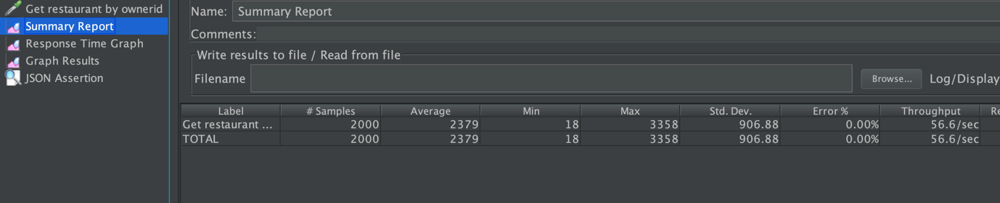 Get restaurant by ownerid
Summary Report
Response Time Graph
Graph Results
JSON Assertion
Name: Summary Report
Comments:
Write results to file / Read from file
Filename Browse... Log/Display
Label # Samples Average Min Max Std. Dev. Error % Throughput Re
Get restaurant ... 2000 2379 18 3358 906.88 0.00% 56.6/sec
TOTAL 2000 2379 18 3358 906.88 0.00% 56.6/sec